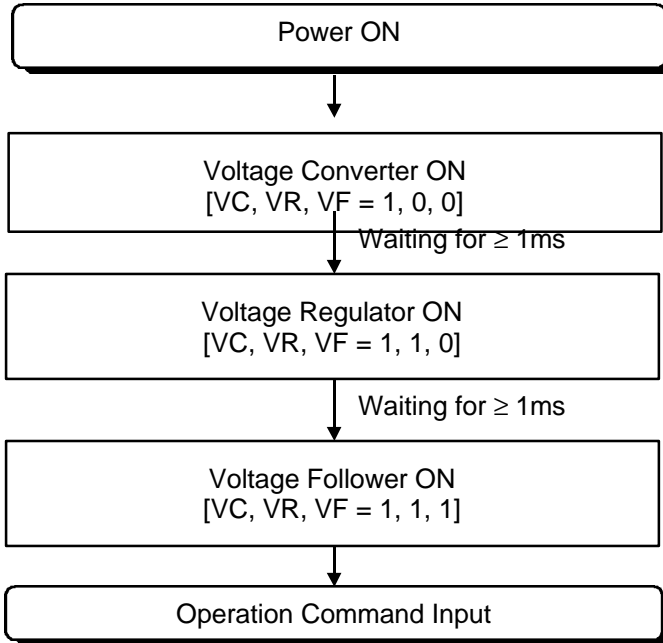 Power ON
Voltage Converter ON
[VC, VR, VF = 1, 0, 0]
Waiting for ≥ 1ms
Voltage Regulator ON
[VC, VR, VF = 1, 1, 0]
Waiting for ≥ 1ms
Voltage Follower ON
[VC, VR, VF = 1, 1, 1]
Operation Command Input